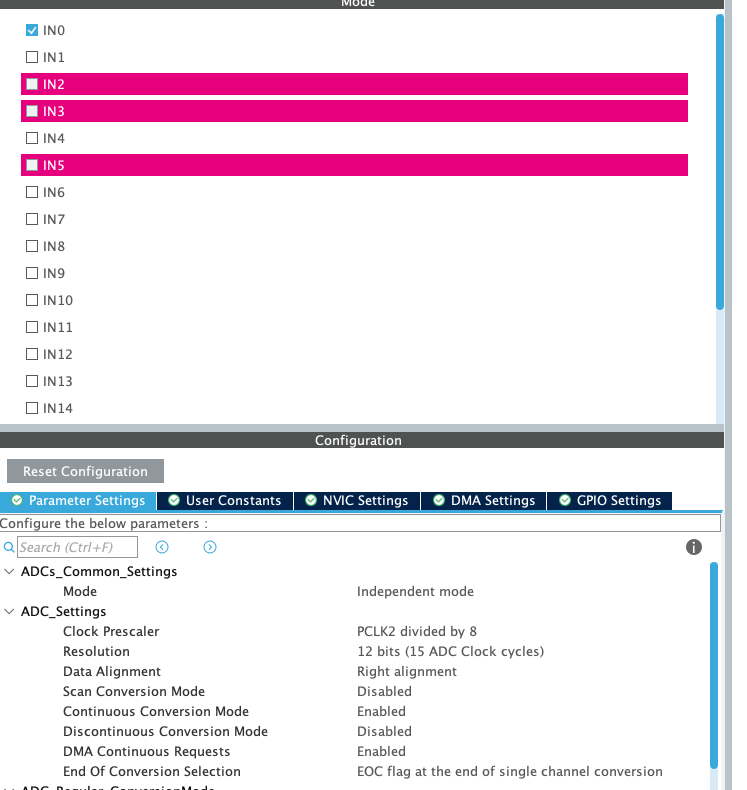 Mode
IN0
IN1
IN2
IN3
IN4
IN5
IN6
IN7
IN8
IN9
IN10
IN11
IN12
IN13
IN14
Configuration
Reset Configuration
Parameter Settings User Constants NVIC Settings DMA Settings GPIO Settings
Configure the below parameters :
Search (Ctrl+F)
ADCs_Common_Settings
Mode Independent mode
ADC_Settings
Clock Prescaler PCLK2 divided by 8
Resolution 12 bits (15 ADC Clock cycles)
Data Alignment Right alignment
Scan Conversion Mode Disabled
Continuous Conversion Mode Enabled
Discontinuous Conversion Mode Disabled
DMA Continuous Requests Enabled
End Of Conversion Selection EOC flag at the end of single channel conversion
ADC_Regular_ConversionMode